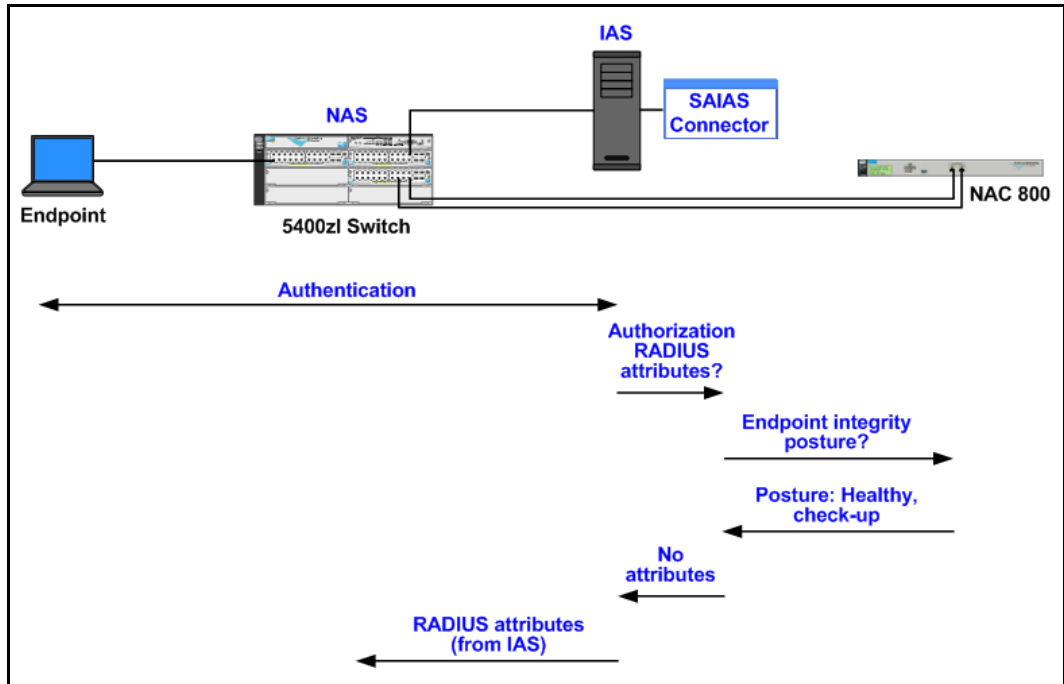 IAS
SAIAS
Connector
NAS
NAC 800
Endpoint
5400zl Switch
Authentication
Authorization
RADIUS
attributes?
Endpoint integrity
posture?
Posture: Healthy,
check-up
No
attributes
RADIUS attributes
(from IAS)